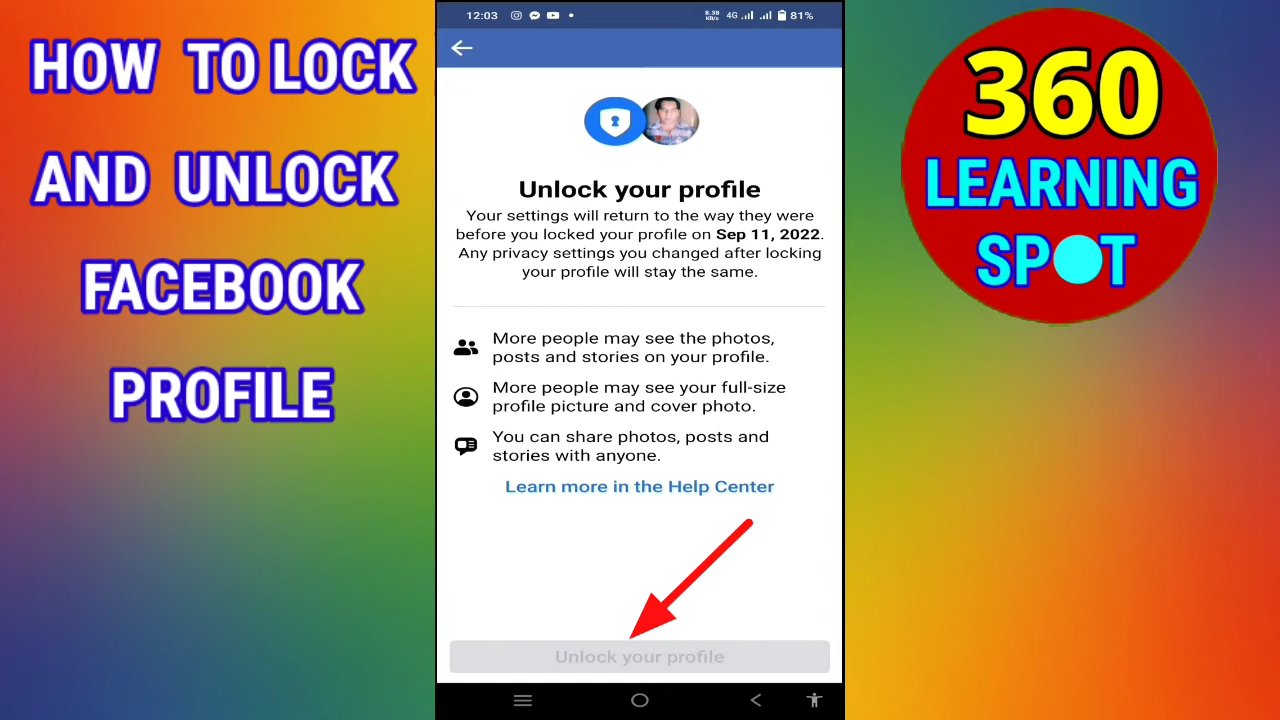 HOW TO LOCK
AND UNLOCK
FACEBOOK
PROFILE
12:03
8.38
KB/s
4G
81%
Unlock your profile
Your settings will return to the way they were
before you locked your profile on Sep 11, 2022.
Any privacy settings you changed after locking
your profile will stay the same.
More people may see the photos,
posts and stories on your profile.
More people may see your full-size
profile picture and cover photo.
You can share photos, posts and
stories with anyone.
Learn more in the Help Center
Unlock your profile
360
LEARNING
SPOT